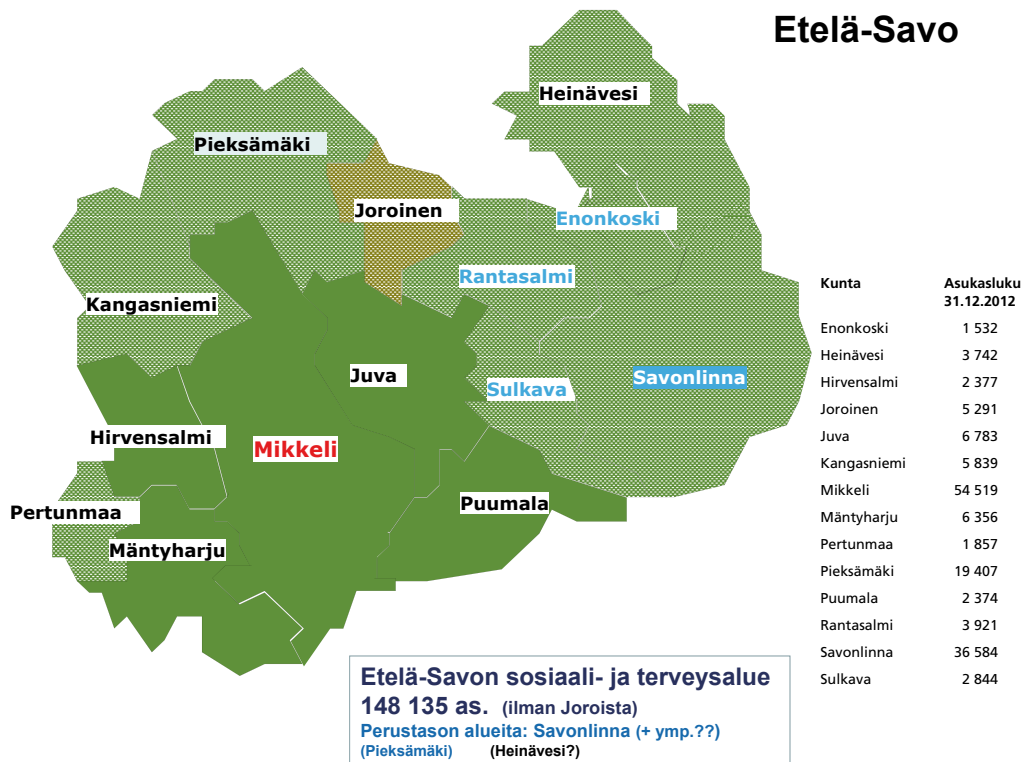 Etelä-Savo
Heinävesi
Pieksämäki
Joroinen
Enonkoski
Rantasalmi
Kangasniemi
Juva
Sulkava
Savonlinna
Hirvensalmi
Mikkeli
Puumala
Pertunmaa
Mäntyharju
Kunta Asukasluku
31.12.2012
Enonkoski 1 532
Heinävesi 3 742
Hirvensalmi 2 377
Joroinen 5 291
Juva 6 783
Kangasniemi 5 839
Mikkeli 54 519
Mäntyharju 6 356
Pertunmaa 1 857
Pieksämäki 19 407
Puumala 2 374
Rantasalmi 3 921
Savonlinna 36 584
Sulkava 2 844
Etelä-Savon sosiaali- ja terveysalue
148 135 as. (ilman Joroista)
Perustason alueita: Savonlinna (+ ymp.??)
(Pieksämäki) (Heinävesi?)